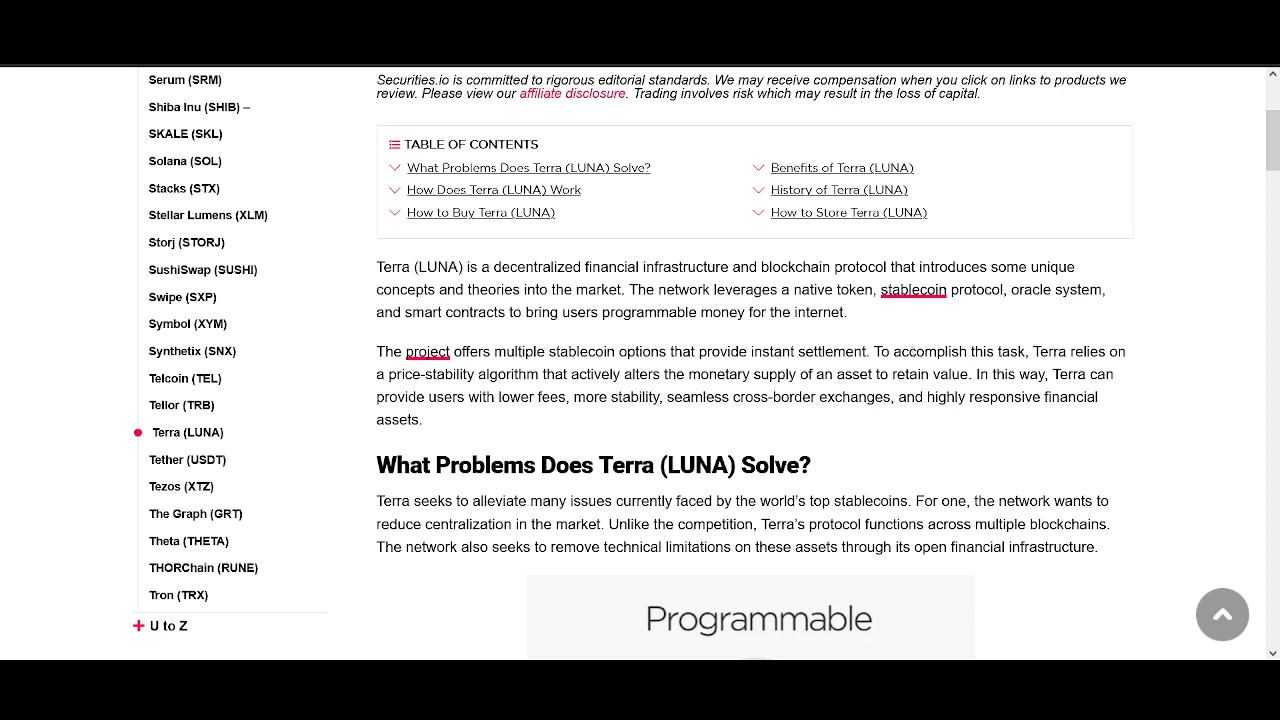 Serum (SRM)
Shiba Inu (SHIB) –
SKALE (SKL)
Solana (SOL)
Stacks (STX)
Stellar Lumens (XLM)
Storj (STORJ)
SushiSwap (SUSHI)
Swipe (SXP)
Symbol (XYM)
Synthetix (SNX)
Telcoin (TEL)
Tellor (TRB)
Terra (LUNA)
Tether (USDT)
Tezos (XTZ)
The Graph (GRT)
Theta (THETA)
THORChain (RUNE)
Tron (TRX)
U to Z
Securities.io is committed to rigorous editorial standards. We may receive compensation when you click on links to products we
review. Please view our affiliate disclosure. Trading involves risk which may result in the loss of capital.
TABLE OF CONTENTS
What Problems Does Terra (LUNA) Solve?
How Does Terra (LUNA) Work
How to Buy Terra (LUNA)
Benefits of Terra (LUNA)
History of Terra (LUNA)
How to Store Terra (LUNA)
Terra (LUNA) is a decentralized financial infrastructure and blockchain protocol that introduces some unique
concepts and theories into the market. The network leverages a native token, stablecoin protocol, oracle system,
and smart contracts to bring users programmable money for the internet.
The project offers multiple stablecoin options that provide instant settlement. To accomplish this task, Terra relies on
a price-stability algorithm that actively alters the monetary supply of an asset to retain value. In this way, Terra can
provide users with lower fees, more stability, seamless cross-border exchanges, and highly responsive financial
assets.
What Problems Does Terra (LUNA) Solve?
Terra seeks to alleviate many issues currently faced by the world's top stablecoins. For one, the network wants to
reduce centralization in the market. Unlike the competition, Terra's protocol functions across multiple blockchains.
The network also seeks to remove technical limitations on these assets through its open financial infrastructure.
Programmable